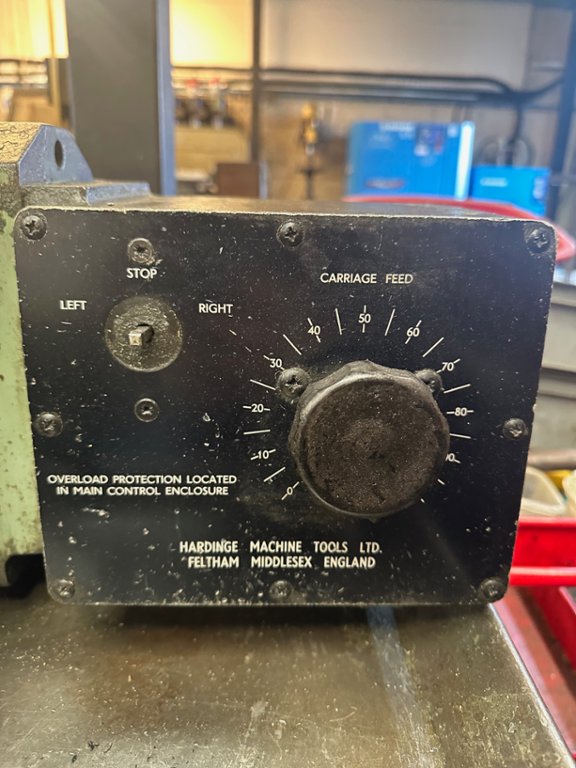 STOP
LEFT
RIGHT
CARRIAGE FEED
0
10
20
30
40
50
60
70
80
OVERLOAD PROTECTION LOCATED
IN MAIN CONTROL ENCLOSURE
HARDINGE MACHINE TOOLS LTD.
FELTHAM MIDDLESEX ENGLAND